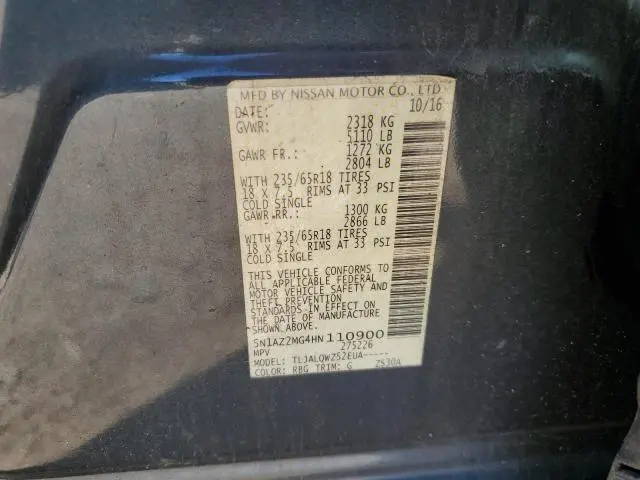 MFD BY NISSAN MOTOR CO., LTD
DATE: 10/16
GVWR: 2318 KG
5110 LB
GAWR FR.: 1272 KG
2804 LB
WITH 235/65R18 TIRES
18 X 7.5 RIMS AT 33 PSI
COLD SINGLE
GAWR.RR.: 1300 KG
2866 LB
WITH 235/65R18 TIRES
18 X 7.5 RIMS AT 33 PSI
COLD SINGLE
THIS VEHICLE CONFORMS TO
ALL APPLICABLE FEDERAL
MOTOR VEHICLE SAFETY AND
THEFT PREVENTION
STANDARDS IN EFFECT ON
THE DATE OF MANUFACTURE
SHOWN ABOVE.
5N1AZ2MG4HN110900
MPV 275226
MODEL: TLJALQWZ52EUA-----
COLOR: RBG TRIM: G Z530A